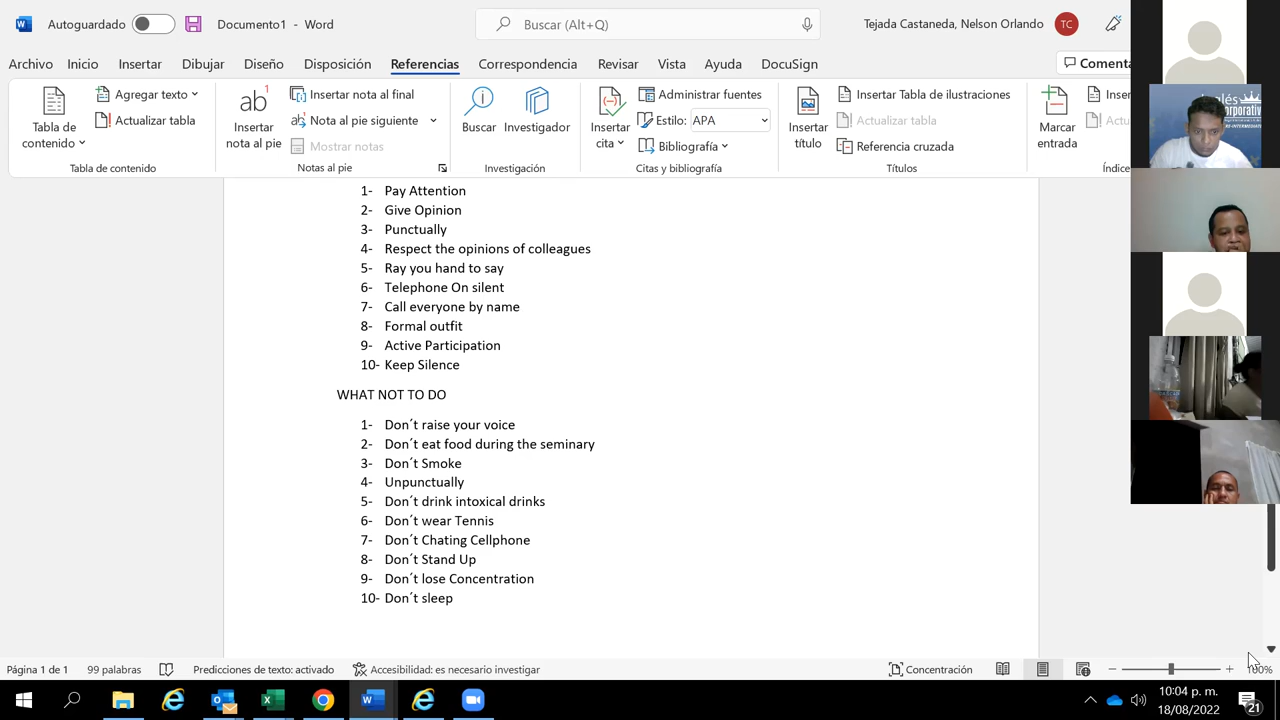 Autoguardado
Documento1 - Word
Buscar (Alt+Q)
Tejada Castaneda, Nelson Orlando
TC
Archivo Inicio Insertar Dibujar Diseño Disposición Referencias Correspondencia Revisar Vista Ayuda DocuSign
Tabla de contenido
Agregar texto
Actualizar tabla
Tabla de contenido
ab
1
Insertar nota al pie
Insertar nota al final
Nota al pie siguiente
Mostrar notas
Notas al pie
Buscar
Investigador
Investigación
Insertar cita
Administrar fuentes
Estilo: APA
Bibliografía
Citas y bibliografía
Insertar título
Insertar Tabla de ilustraciones
Actualizar tabla
Referencia cruzada
Títulos
Marcar entrada
1- Pay Attention
2- Give Opinion
3- Punctually
4- Respect the opinions of colleagues
5- Ray you hand to say
6- Telephone On silent
7- Call everyone by name
8- Formal outfit
9- Active Participation
10- Keep Silence
WHAT NOT TO DO
1- Don´t raise your voice
2- Don´t eat food during the seminary
3- Don´t Smoke
4- Unpunctually
5- Don´t drink intoxical drinks
6- Don´t wear Tennis
7- Don´t Chating Cellphone
8- Don´t Stand Up
9- Don´t lose Concentration
10- Don´t sleep
Página 1 de 1
99 palabras
Predicciones de texto: activado
Accesibilidad: es necesario investigar
Concentración
100%
10:04 p. m.
18/08/2022
21